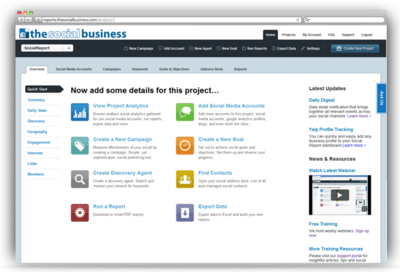 reports.thesocialbusiness.com/project/5
the social business
Home Projects My Account FAQ Support Logout
SocialReport
New Campaign Add Account New Agent New Goal Run Reports Export Data Settings
Create New Project
Overview Social Media Accounts Campaigns Keywords Goals & Objectives Address Book Reports
Quick Start
Summary
Daily Data
Discovery
Geography
Engagement
Interests
Links
Mentions
Now add some details for this project…
View Project Analytics
Browse endless social analytics gathered
for you social media accounts, run reports,
export data and more.
Add Social Media Accounts
Add more accounts to this project: social
media accounts, google analytics profiles,
blogs, and even short link sites.
Create a New Campaign
Measure effectiveness of your social by
creating a campaign. Simple, yet
sophisticated, social publishing tool
Create a New Goal
Set out to achieve social goals and
objectives. Set them up and observe your
progress.
Create Discovery Agent
Create a discovery agent. Search and
monitor your network for keywords.
Find Contacts
Open your social address book. List of all
auto managed social contacts
Run a Report
Download or email PDF reports.
Export Data
Export data to Excel and build your own
reports.
Latest Updates
Daily Digest
Daily email notification that brings
together all relevant events across
your social channels. Learn more ›
Yelp Profile Tracking
You can quickly and easily add any
business profile to your Social
Report dashboard Learn more ›
News & Resources
Watch Latest Webinar
Free Training
We host weekly webinars. Sign up
now
More Training Resources
Please visit our support portal for
insightful articles, tips and social
Ask Us